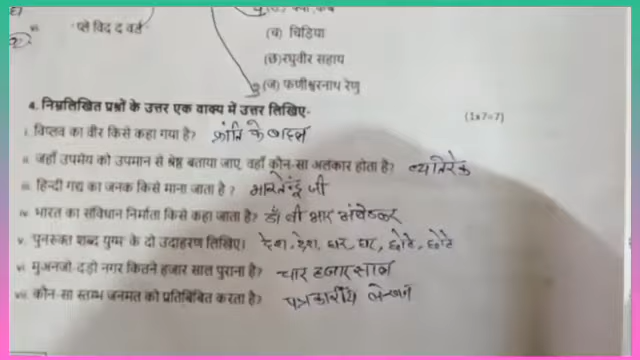 प्ले विद द वर्ड
(च) चिड़िया
(छ) रघुवीर सहाय
(ज) फणीश्वरनाथ रेणु
4. निम्नलिखित प्रश्नों के उत्तर एक वाक्य में उत्तर लिखिए-
(1x7=7)
i. विप्लव का वीर किसे कहा गया है? क्रांति के बादल
ii. जहाँ उपमेय को उपमान से श्रेष्ठ बताया जाए वहाँ कौन-सा अलंकार होता है? व्यतिरेक
iii. हिन्दी गद्य का जनक किसे माना जाता है? भारतेन्दु जी
iv. भारत का संविधान निर्माता किसे कहा जाता है? डॉ बी आर अंबेडकर
v. पुनरुक्त शब्द युग्म के दो उदाहरण लिखिए। देश, देश, घर, घर, छोटे, छोटे
vi. मुअनजो-दड़ो नगर कितने हजार साल पुराना है? चार हजार साल
vii. कौन-सा स्तम्भ जनमत को प्रतिबिंबित करता है? पत्रकारीय लेखन